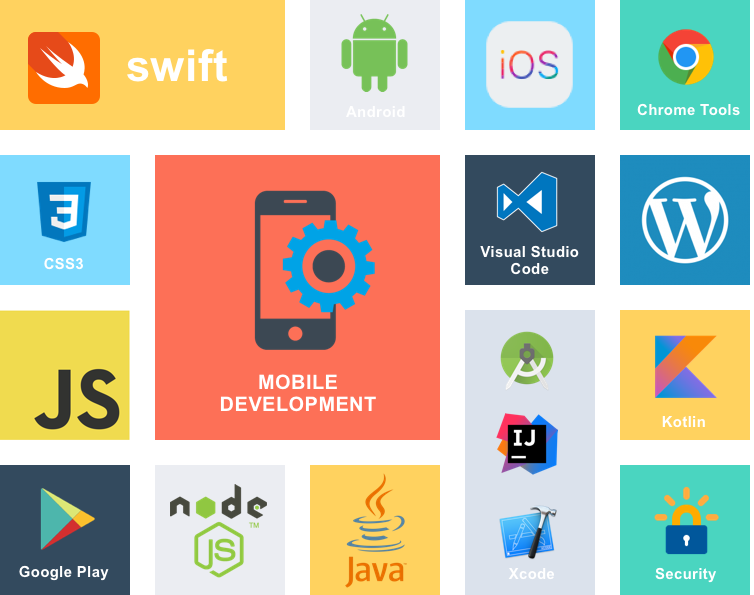 swift
Android
iOS
Chrome Tools
CSS3
MOBILE
DEVELOPMENT
Visual Studio
Code
JS
IJ
Kotlin
Google Play
node
TM
JS
Java
Xcode
Security